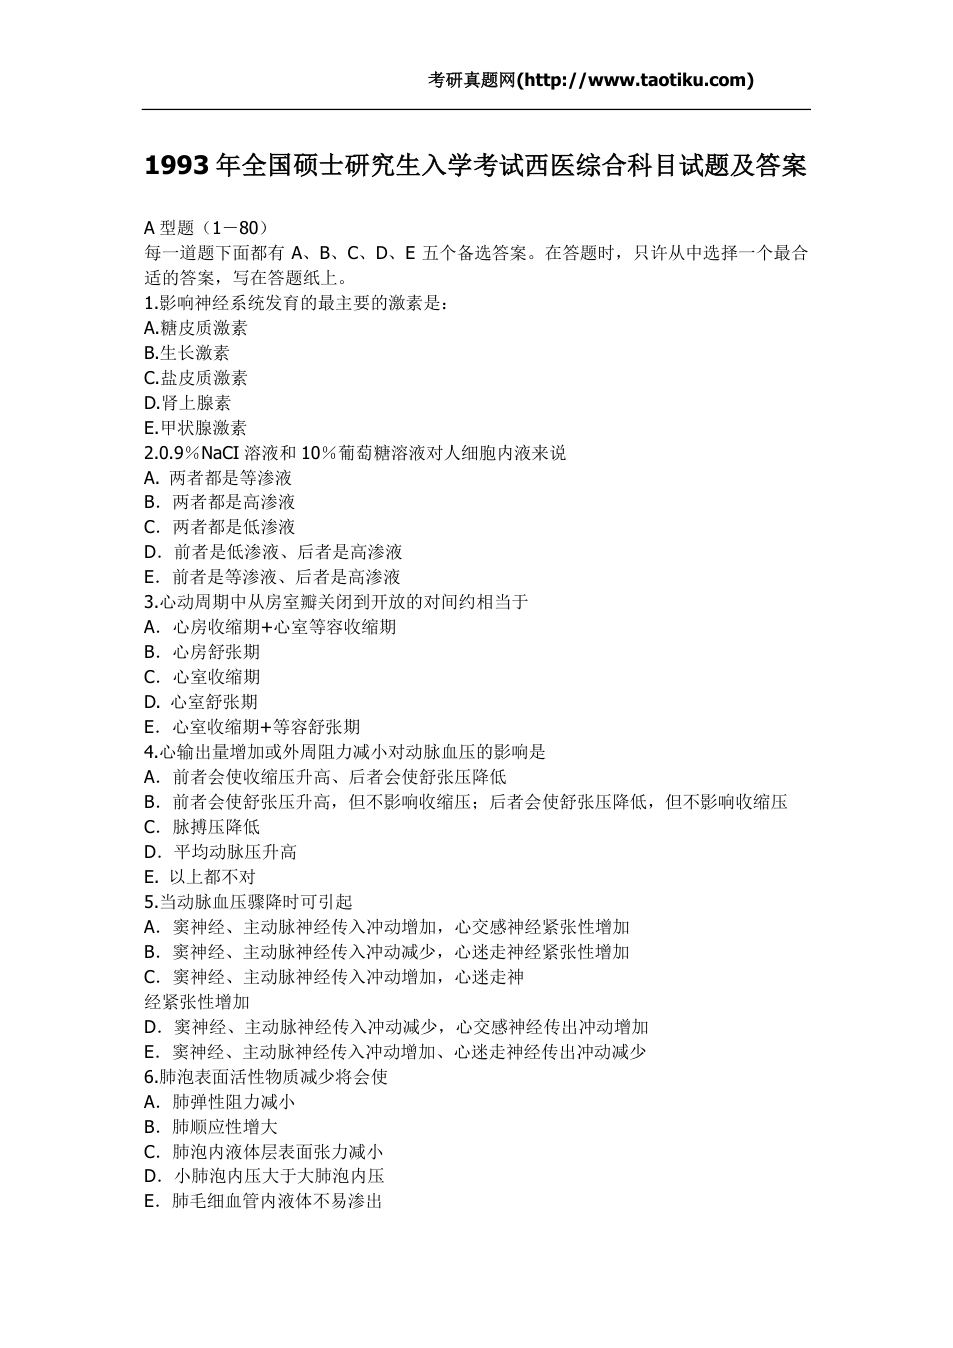 考研真题网(http://www.taotiku.com)
1993 年全国硕士研究生入学考试西医综合科目试题及答案
A 型题（1－80）
每一道题下面都有 A、B、C、D、E 五个备选答案。在答题时，只许从中选择一个最合
适的答案，写在答题纸上。
1.影响神经系统发育的最主要的激素是：
A.糖皮质激素
B.生长激素
C.盐皮质激素
D.肾上腺素
E.甲状腺激素
2.0.9％NaCI 溶液和 10％葡萄糖溶液对人细胞内液来说
A. 两者都是等渗液
B．两者都是高渗液
C．两者都是低渗液
D．前者是低渗液、后者是高渗液
E．前者是等渗液、后者是高渗液
3.心动周期中从房室瓣关闭到开放的对间约相当于
A．心房收缩期+心室等容收缩期
B．心房舒张期
C．心室收缩期
D. 心室舒张期
E．心室收缩期+等容舒张期
4.心输出量增加或外周阻力减小对动脉血压的影响是
A．前者会使收缩压升高、后者会使舒张压降低
B．前者会使舒张压升高，但不影响收缩压；后者会使舒张压降低，但不影响收缩压
C．脉搏压降低
D．平均动脉压升高
E. 以上都不对
5.当动脉血压骤降时可引起
A．窦神经、主动脉神经传入冲动增加，心交感神经紧张性增加
B．窦神经、主动脉神经传入冲动减少，心迷走神经紧张性增加
C．窦神经、主动脉神经传入冲动增加，心迷走神
经紧张性增加
D．窦神经、主动脉神经传入冲动减少，心交感神经传出冲动增加
E．窦神经、主动脉神经传入冲动增加、心迷走神经传出冲动减少
6.肺泡表面活性物质减少将会使
A．肺弹性阻力减小
B．肺顺应性增大
C．肺泡内液体层表面张力减小
D．小肺泡内压大于大肺泡内压
E．肺毛细血管内液体不易渗出